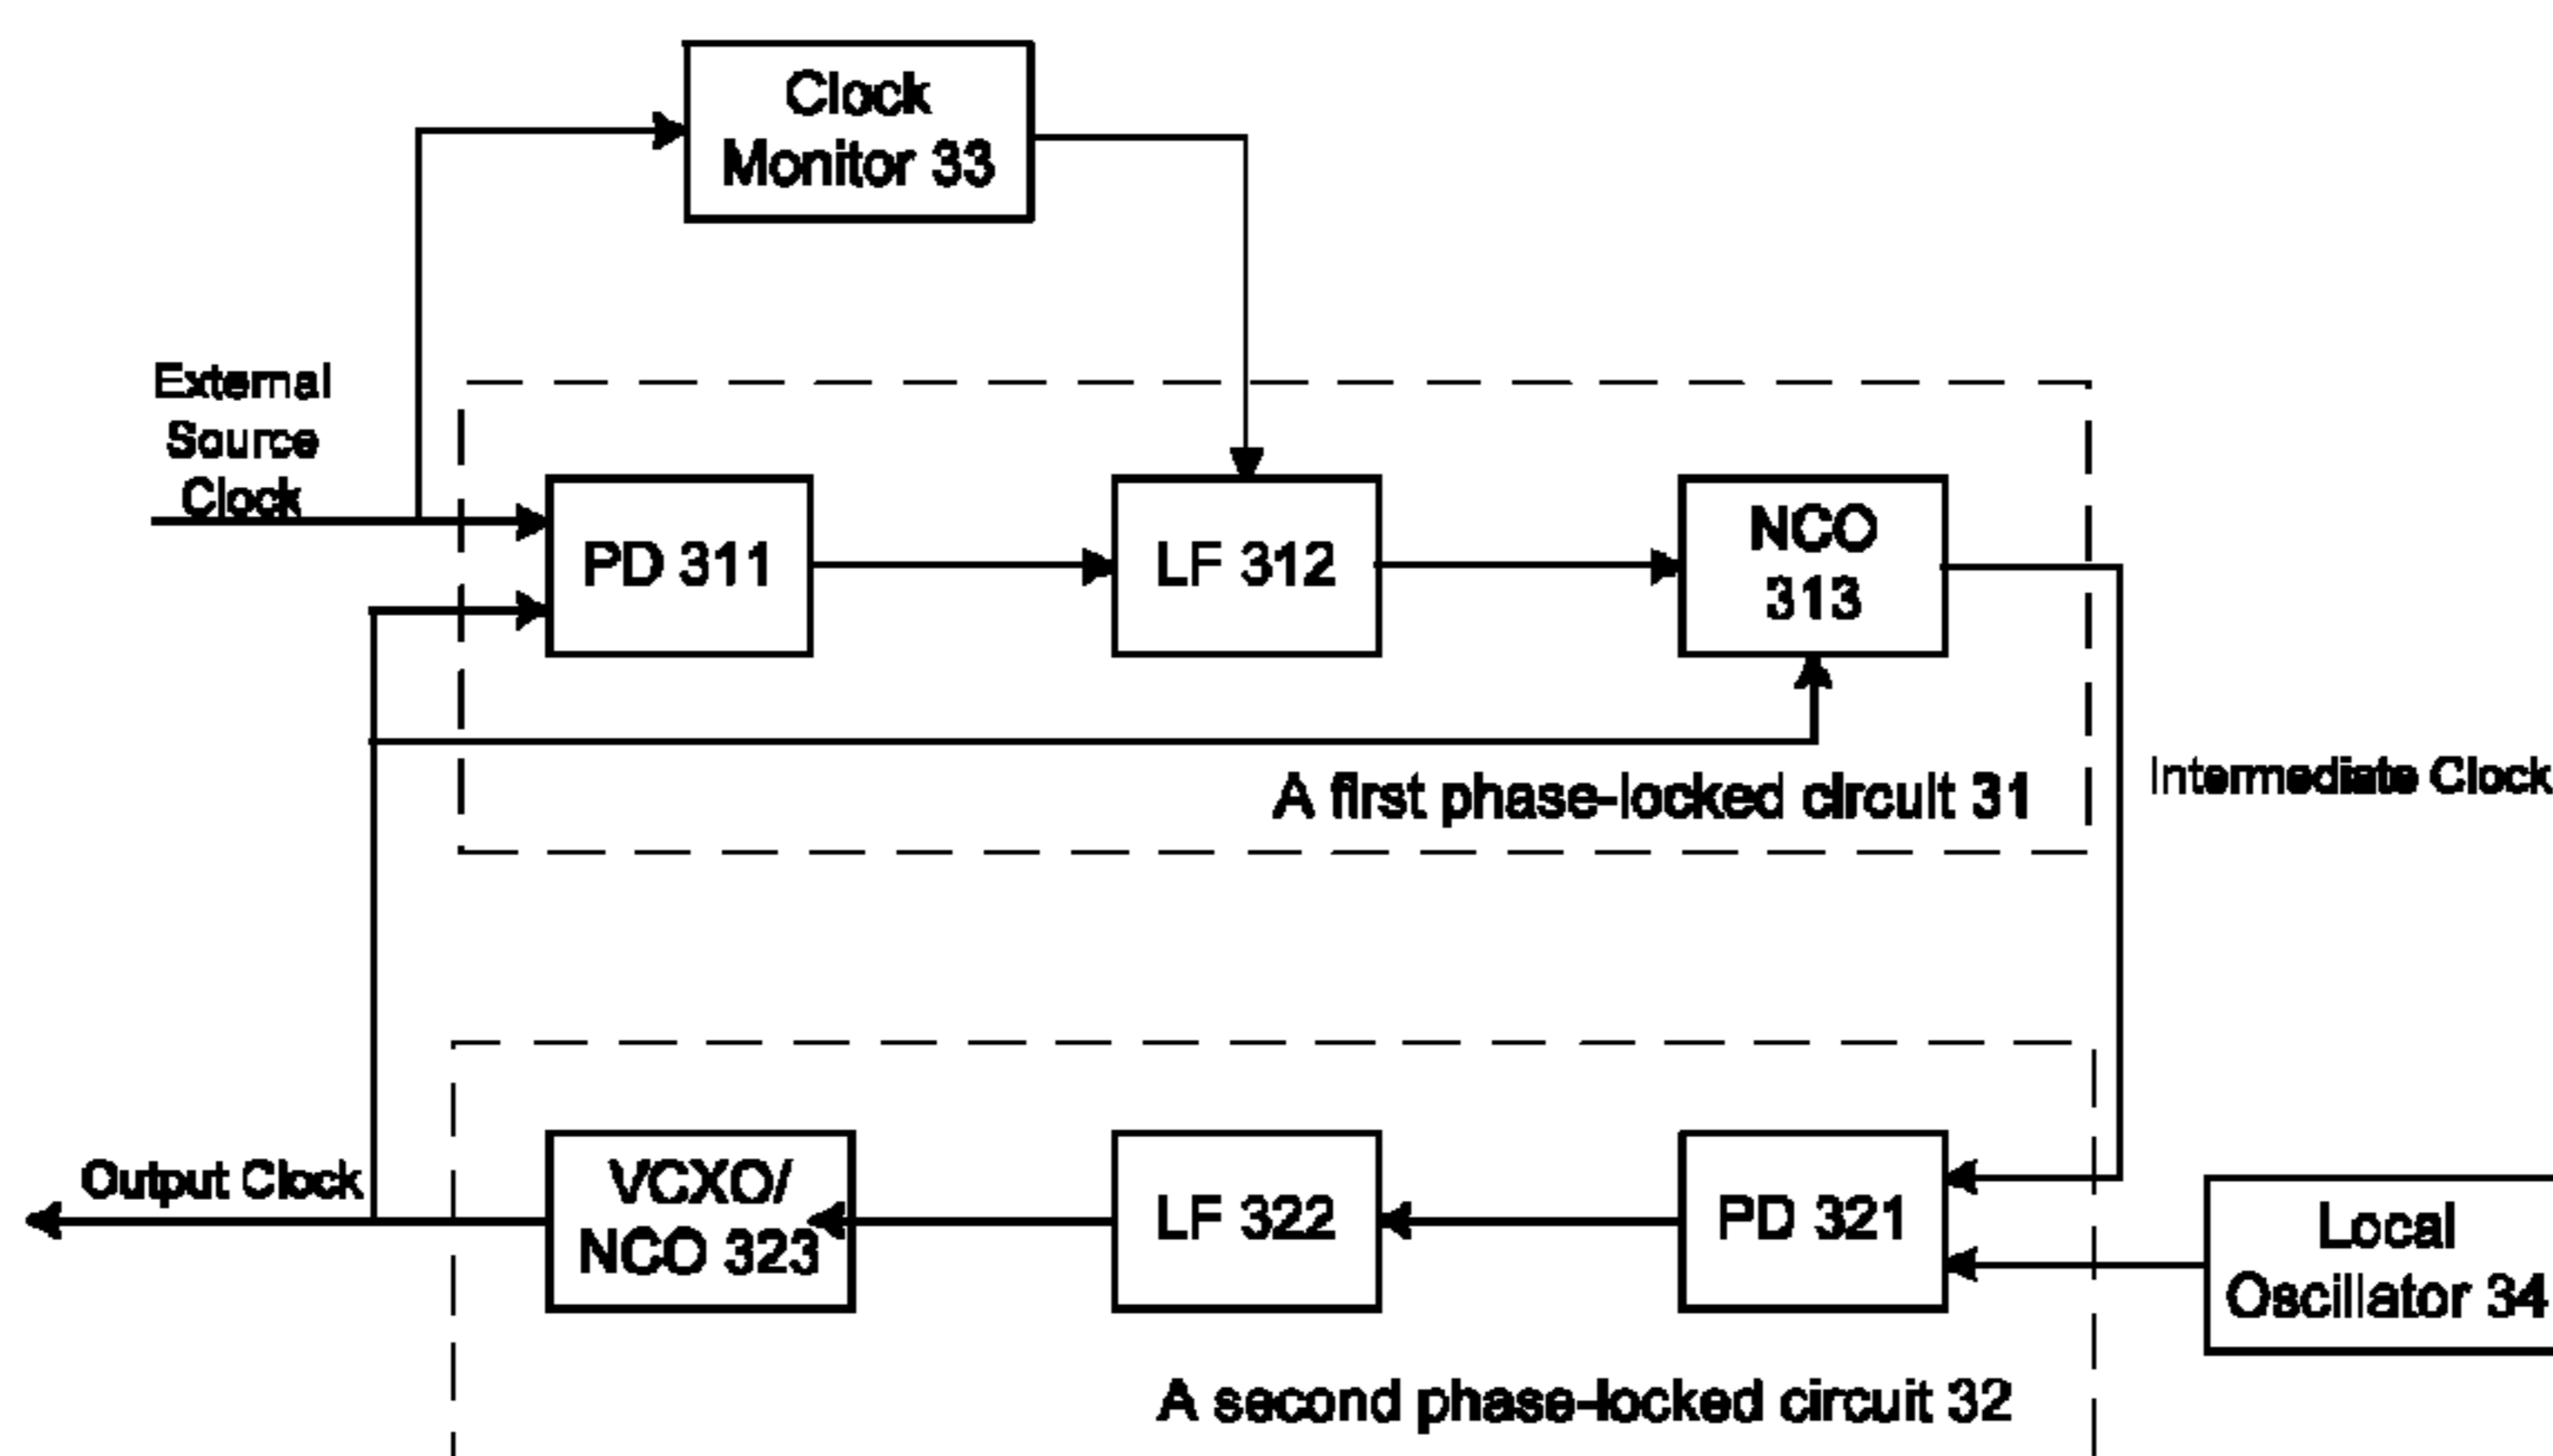 Clock
Monitor 33
External
Source
Clock
PD 311
LF 312
NCO
313
A first phase-locked circuit 31
Intermediate Clock
Output Clock
VCXO/
NCO 323
LF 322
PD 321
Local
Oscillator 34
A second phase-locked circuit 32